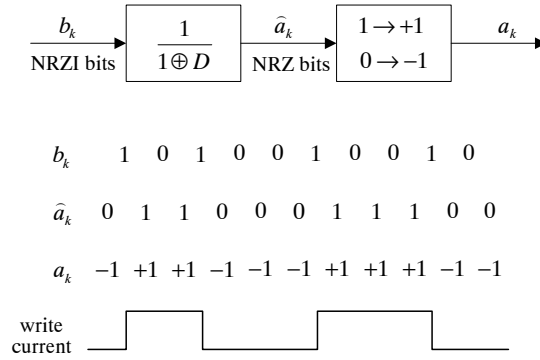 b_k
NRZI bits
1
1 ⊕ D
â_k
NRZ bits
1 → +1
0 → −1
a_k
b_k 1 0 1 0 0 1 0 0 1 0
â_k 0 1 1 0 0 0 1 1 1 0 0
a_k −1 +1 +1 −1 −1 −1 +1 +1 +1 −1 −1
write
current